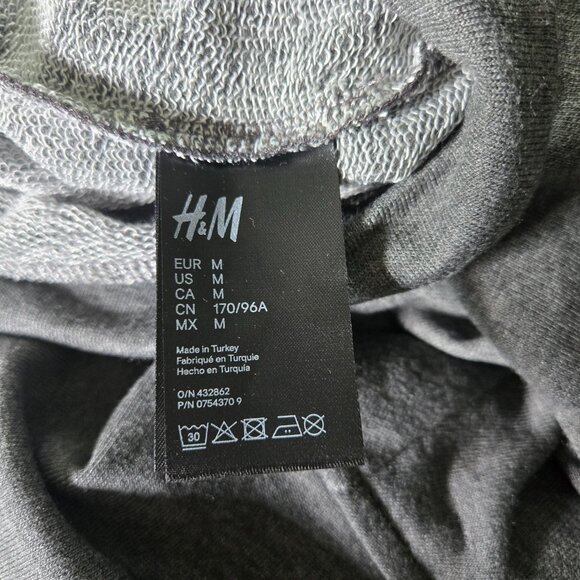 H&M
EUR M
US M
CA M
CN 170/96A
MX M
Made in Turkey
Fabriqué en Turquie
Hecho en Turquía
O/N 432862
P/N 0754370 9
30